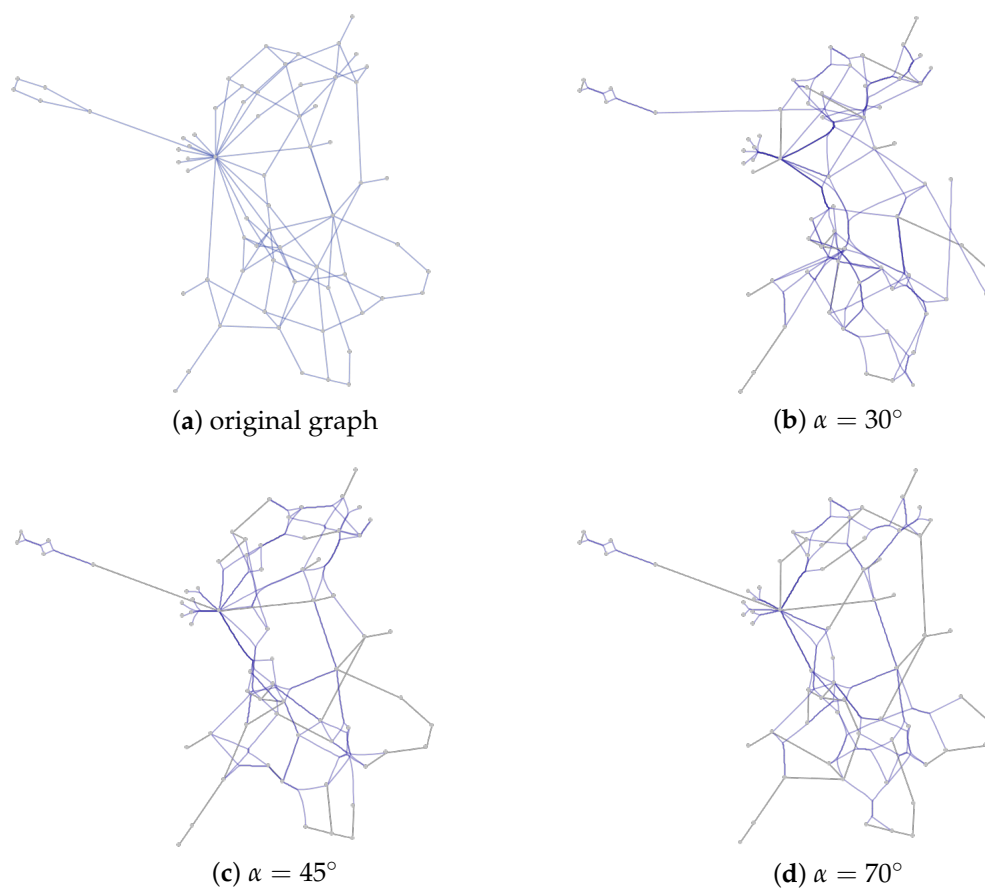 (a) original graph
(b) α = 30°
(c) α = 45°
(d) α = 70°